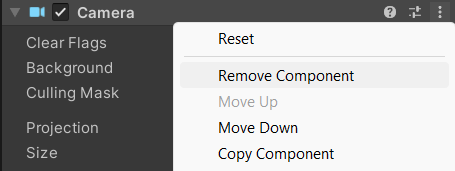 Camera
Clear Flags
Background
Culling Mask
Projection
Size
Reset
Remove Component
Move Up
Move Down
Copy Component